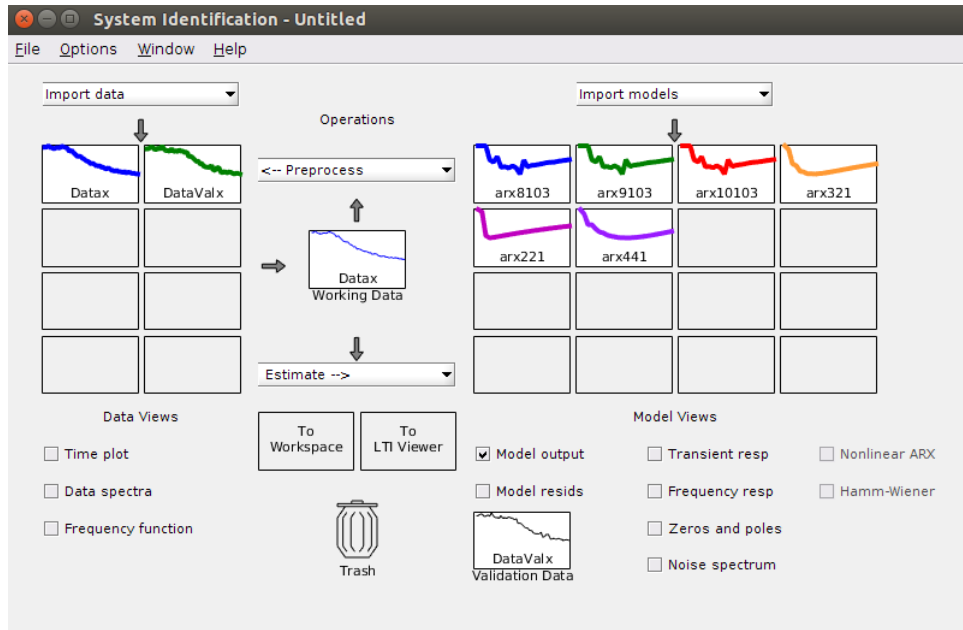 System Identification - Untitled
File Options Window Help
Import data
Import models
Operations
Datax
DataValx
<-- Preprocess
arx8103
arx9103
arx10103
arx321
Datax
Working Data
arx221
arx441
Estimate -->
Data Views
Model Views
To
Workspace
To
LTI Viewer
Time plot
Model output
Transient resp
Nonlinear ARX
Data spectra
Model resids
Frequency resp
Hamm-Wiener
Frequency function
Zeros and poles
Trash
DataValx
Validation Data
Noise spectrum